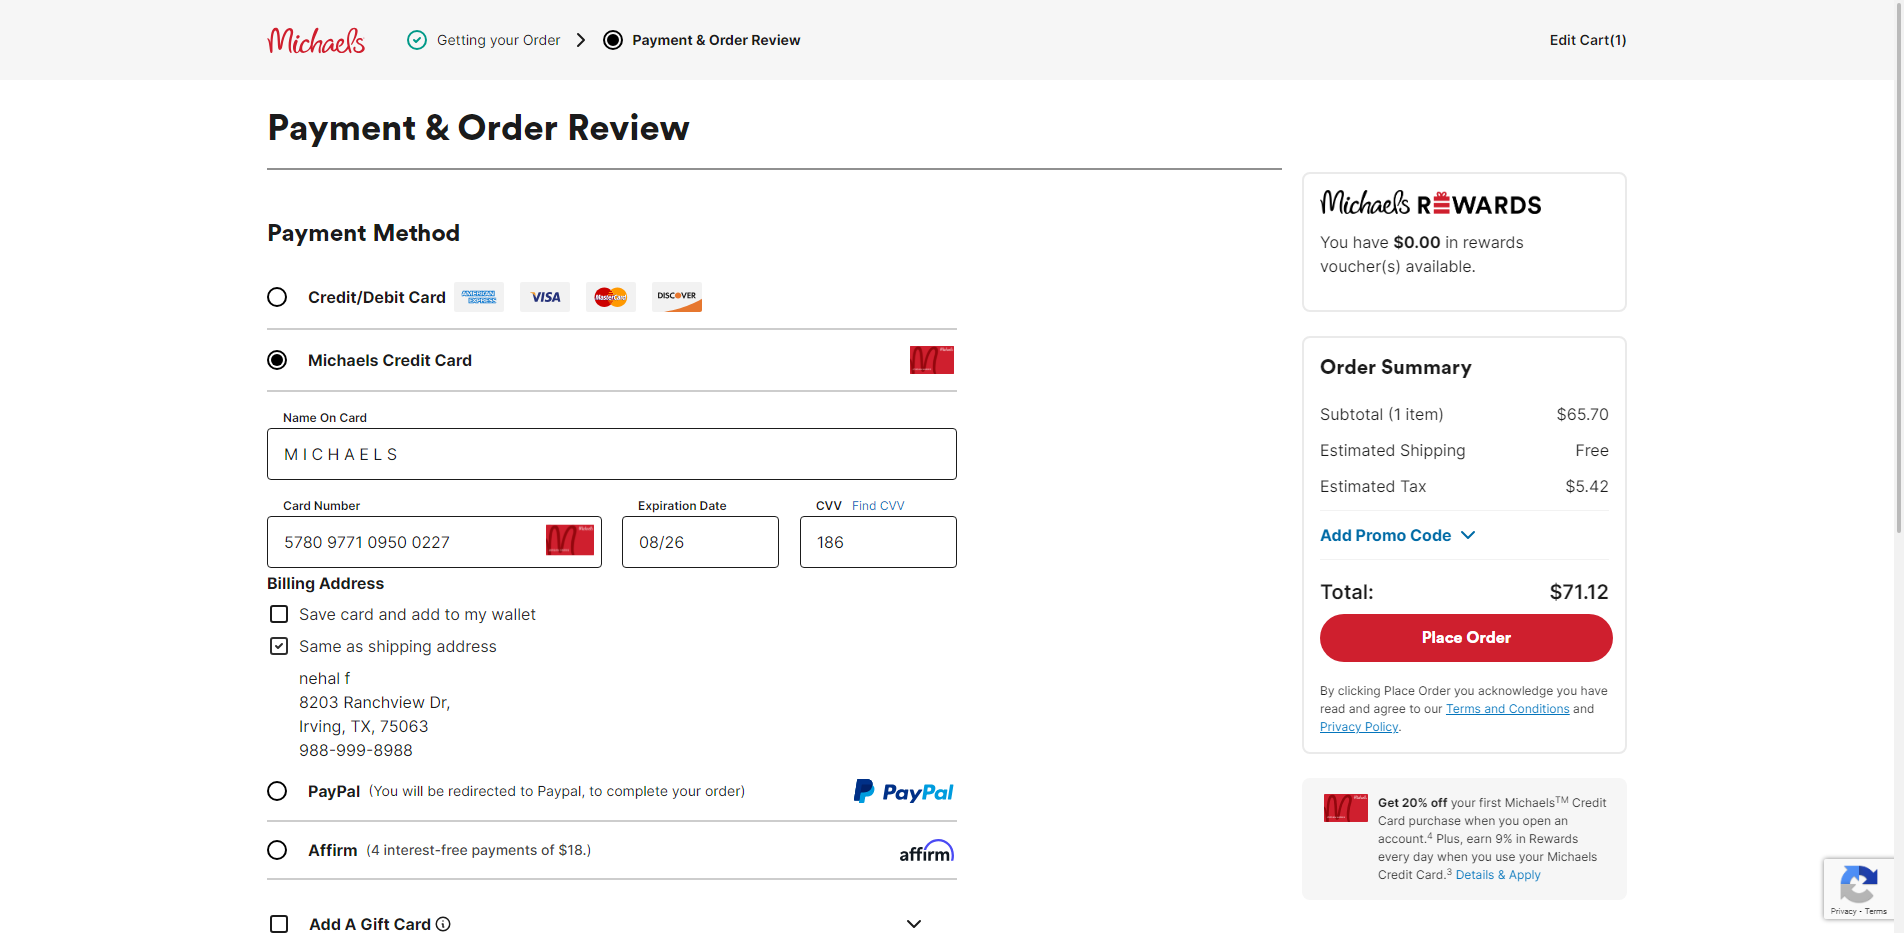 Michaels
Getting your Order
Payment & Order Review
Edit Cart(1)
Payment & Order Review
Payment Method
Credit/Debit Card
AMERICAN EXPRESS
VISA
MasterCard
DISCOVER
Michaels Credit Card
Name On Card
M I C H A E L S
Card Number
Expiration Date
CVV Find CVV
5780 9771 0950 0227
08/26
186
Billing Address
Save card and add to my wallet
Same as shipping address
nehal f
8203 Ranchview Dr,
Irving, TX, 75063
988-999-8988
PayPal (You will be redirected to Paypal, to complete your order)
PayPal
Affirm (4 interest-free payments of $18.)
affirm
Add A Gift Card
Michaels REWARDS
You have $0.00 in rewards
voucher(s) available.
Order Summary
Subtotal (1 item) $65.70
Estimated Shipping Free
Estimated Tax $5.42
Add Promo Code
Total: $71.12
Place Order
By clicking Place Order you acknowledge you have
read and agree to our Terms and Conditions and
Privacy Policy.
Get 20% off your first Michaels™ Credit
Card purchase when you open an
account.⁴ Plus, earn 9% in Rewards
every day when you use your Michaels
Credit Card.³ Details & Apply
Privacy - Terms